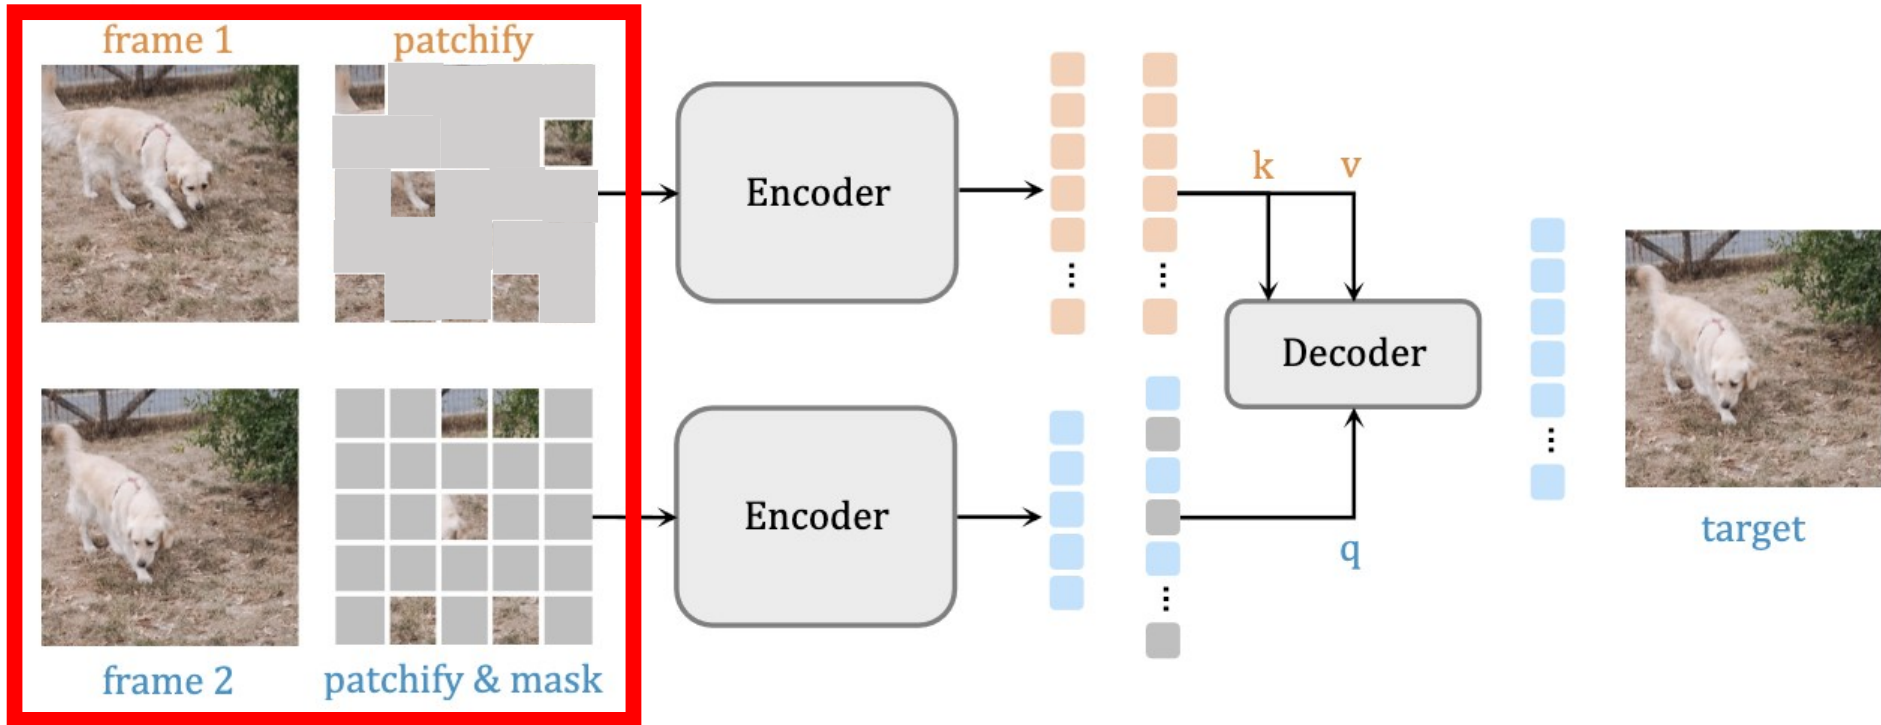 frame 1
patchify
Encoder
k
v
Decoder
Encoder
q
target
frame 2
patchify & mask